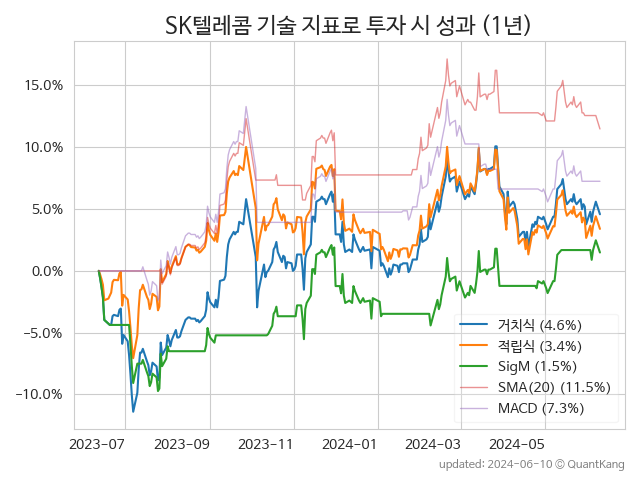 SK텔레콤 기술 지표로 투자 시 성과 (1년)
15.0%
10.0%
5.0%
0.0%
−5.0%
−10.0%
거치식 (4.6%)
적립식 (3.4%)
SigM (1.5%)
SMA(20) (11.5%)
MACD (7.3%)
2023-07 2023-09 2023-11 2024-01 2024-03 2024-05
updated: 2024-06-10 © QuantKang